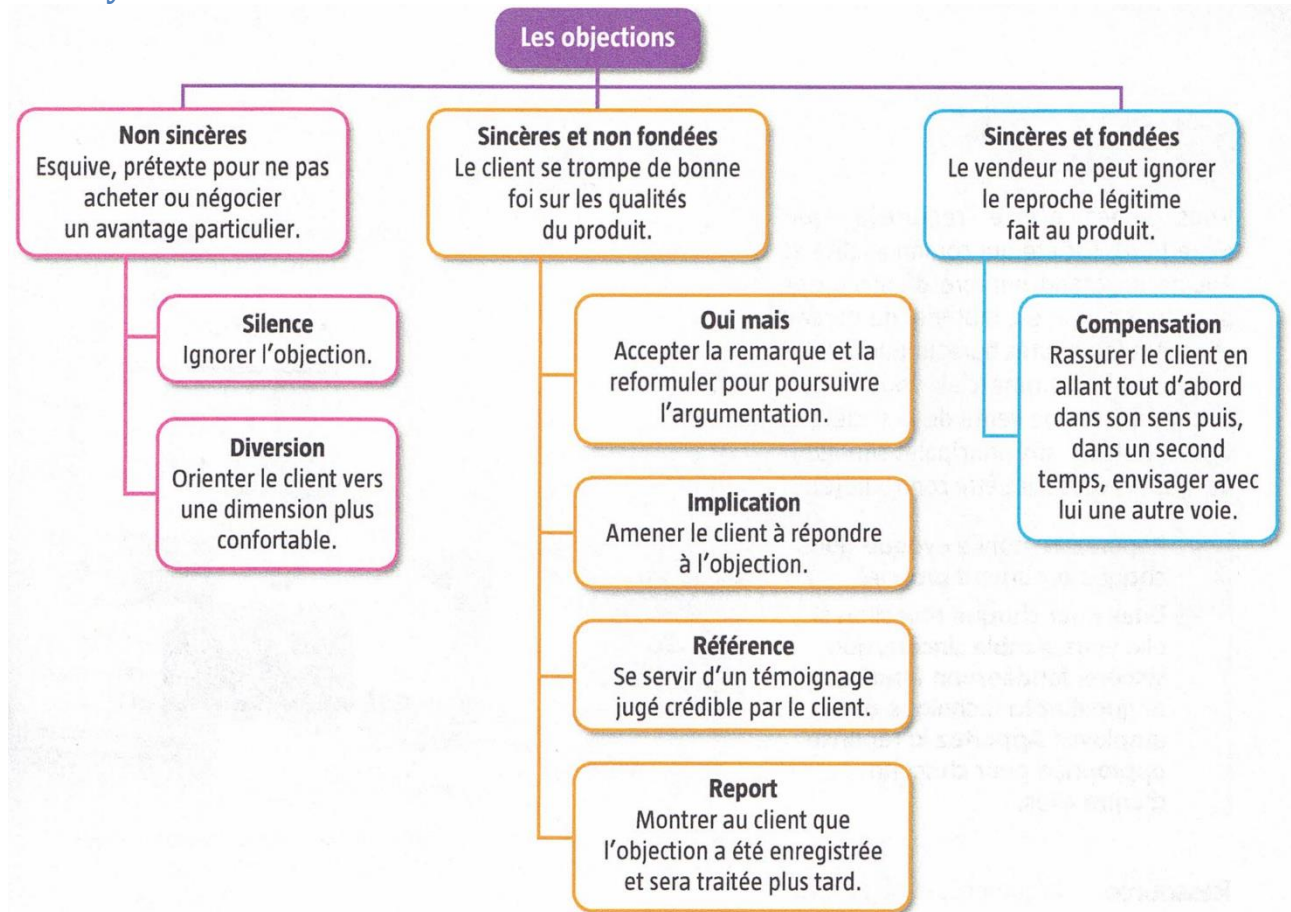 Les objections
Non sincères
Esquive, prétexte pour ne pas
acheter ou négocier
un avantage particulier.
Silence
Ignorer l'objection.
Diversion
Orienter le client vers
une dimension plus
confortable.
Sincères et non fondées
Le client se trompe de bonne
foi sur les qualités
du produit.
Oui mais
Accepter la remarque et la
reformuler pour poursuivre
l'argumentation.
Implication
Amener le client à répondre
à l'objection.
Référence
Se servir d'un témoignage
jugé crédible par le client.
Report
Montrer au client que
l'objection a été enregistrée
et sera traitée plus tard.
Sincères et fondées
Le vendeur ne peut ignorer
le reproche légitime
fait au produit.
Compensation
Rassurer le client en
allant tout d'abord
dans son sens puis,
dans un second
temps, envisager avec
lui une autre voie.